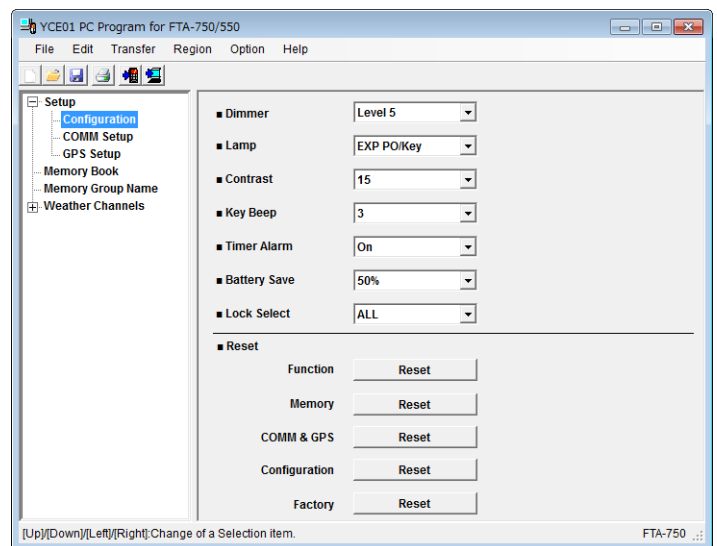 YCE01 PC Program for FTA-750/550
File Edit Transfer Region Option Help
Setup
Configuration
COMM Setup
GPS Setup
Memory Book
Memory Group Name
Weather Channels
■ Dimmer Level 5
■ Lamp EXP PO/Key
■ Contrast 15
■ Key Beep 3
■ Timer Alarm On
■ Battery Save 50%
■ Lock Select ALL
■ Reset
Function Reset
Memory Reset
COMM & GPS Reset
Configuration Reset
Factory Reset
[Up]/[Down]/[Left]/[Right]:Change of a Selection item. FTA-750